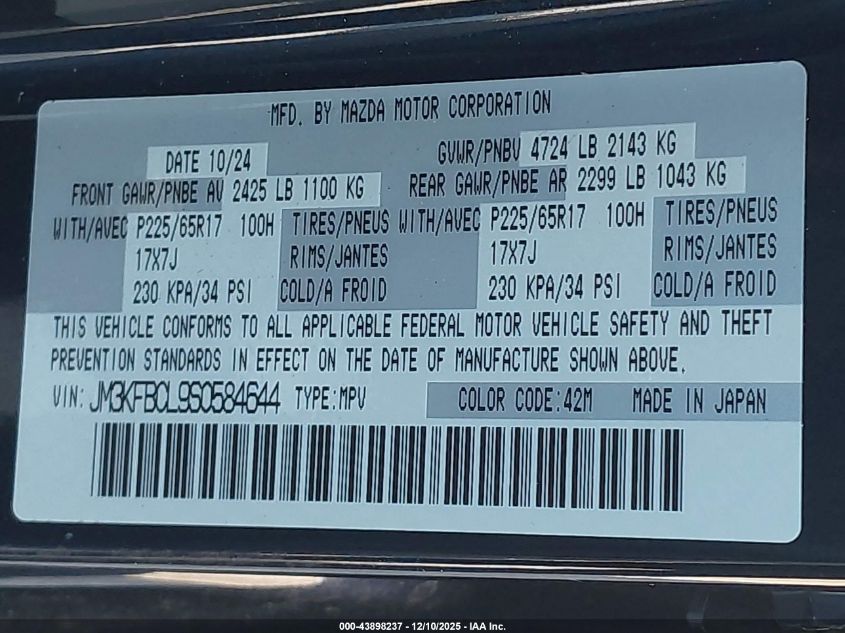 MFD. BY MAZDA MOTOR CORPORATION
DATE 10/24 GVWR/PNBV 4724 LB 2143 KG
FRONT GAWR/PNBE AV 2425 LB 1100 KG REAR GAWR/PNBE AR 2299 LB 1043 KG
WITH/AVEC P225/65R17 100H TIRES/PNEUS WITH/AVEC P225/65R17 100H TIRES/PNEUS
17X7J RIMS/JANTES 17X7J RIMS/JANTES
230 KPA/34 PSI COLD/A FROID 230 KPA/34 PSI COLD/A FROID
THIS VEHICLE CONFORMS TO ALL APPLICABLE FEDERAL MOTOR VEHICLE SAFETY AND THEFT
PREVENTION STANDARDS IN EFFECT ON THE DATE OF MANUFACTURE SHOWN ABOVE.
VIN: JM3KFBCL9S0584644 TYPE:MPV COLOR CODE:42M MADE IN JAPAN
000-43898237 - 12/10/2025 - IAA Inc.